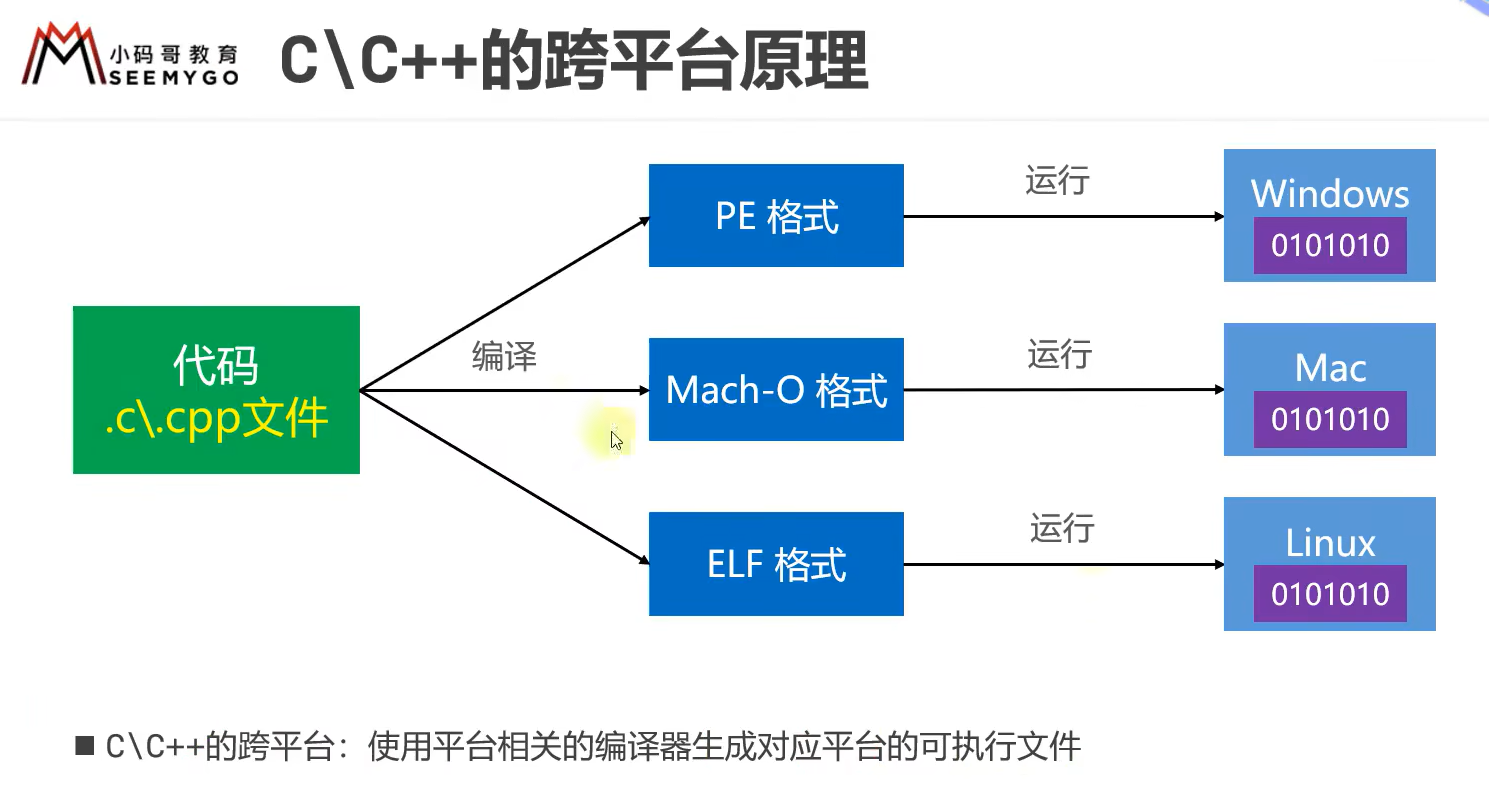 小码哥教育
SEEMYGO
C\C++的跨平台原理
代码
.c\.cpp文件
编译
PE 格式
运行
Windows
0101010
Mach-O 格式
运行
Mac
0101010
ELF 格式
运行
Linux
0101010
C\C++的跨平台：使用平台相关的编译器生成对应平台的可执行文件